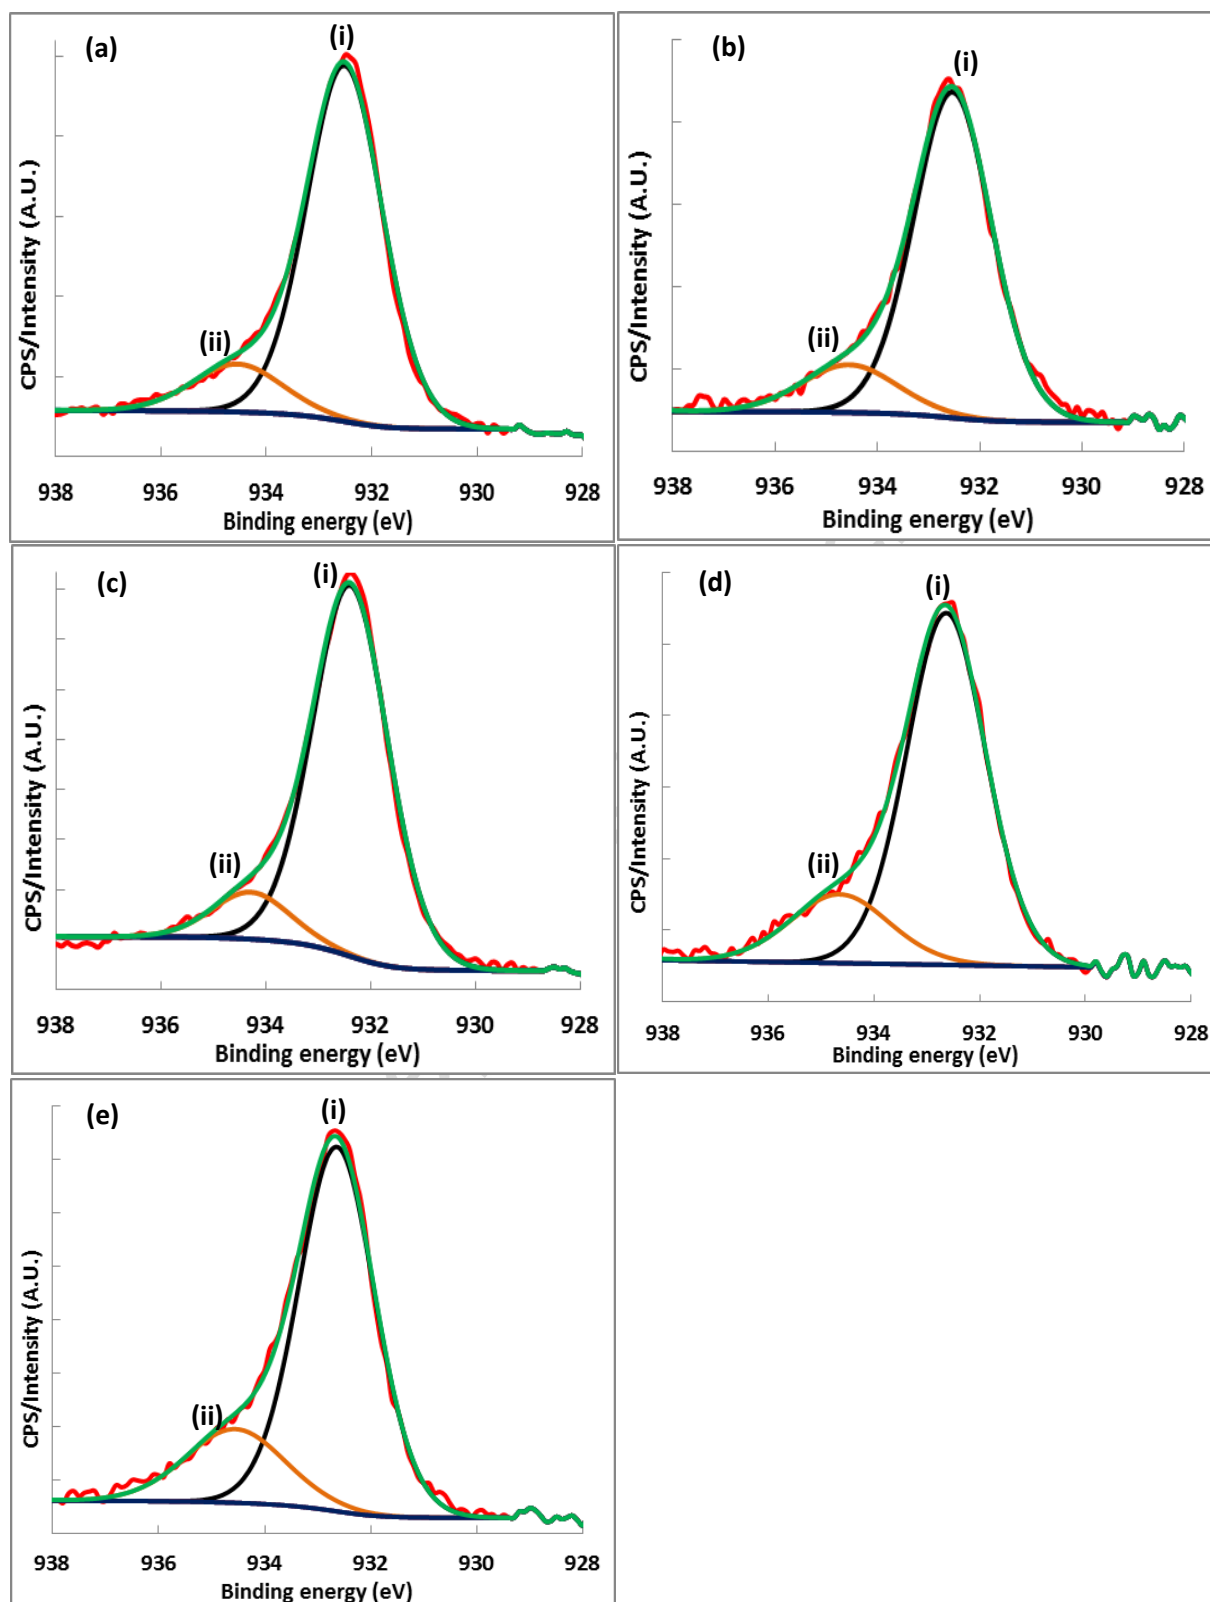 (a)
(i)
(ii)
CPS/Intensity (A.U.)
938 936 934 932 930 928
Binding energy (eV)
(b)
(i)
(ii)
CPS/Intensity (A.U.)
938 936 934 932 930 928
Binding energy (eV)
(c)
(i)
(ii)
CPS/Intensity (A.U.)
938 936 934 932 930 928
Binding energy (eV)
(d)
(i)
(ii)
CPS/Intensity (A.U.)
938 936 934 932 930 928
Binding energy (eV)
(e)
(i)
(ii)
CPS/Intensity (A.U.)
938 936 934 932 930 928
Binding energy (eV)